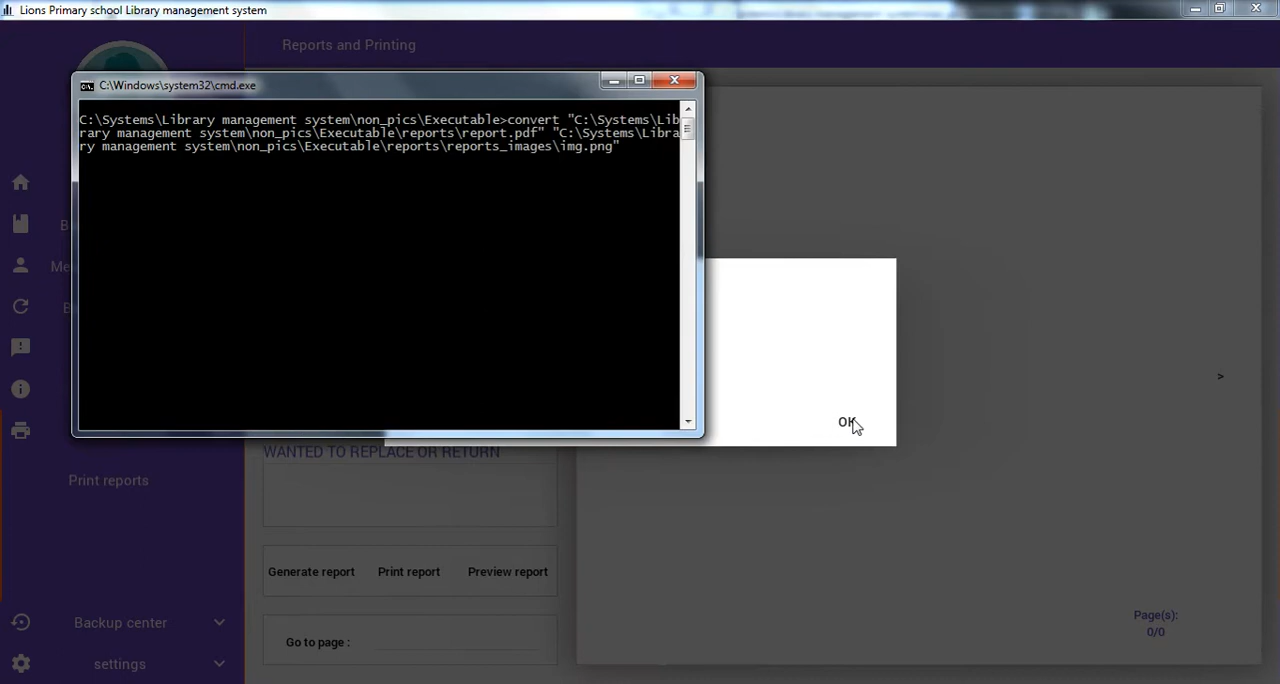 Lions Primary school Library management system
Reports and Printing
C:\Windows\system32\cmd.exe
C:\Systems\Library management system\non_pics\Executable>convert "C:\Systems\Lib
rary management system\non_pics\Executable\reports\report.pdf" "C:\Systems\Libra
ry management system\non_pics\Executable\reports\reports_images\img.png"
B
Me
B
>
OK
WANTED TO REPLACE OR RETURN
Print reports
Generate report Print report Preview report
Page(s):
0/0
Backup center
Go to page :
settings